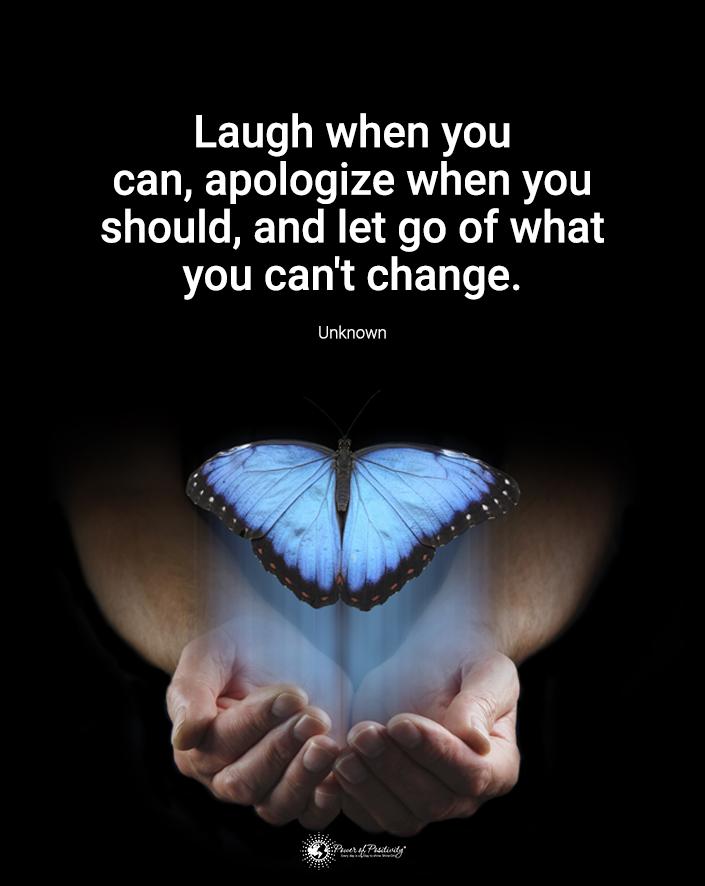 Laugh when you
can, apologize when you
should, and let go of what
you can't change.
Unknown
Power of Positivity